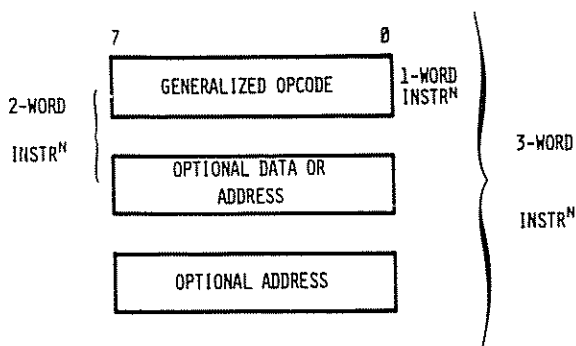 7 0
GENERALIZED OPCODE
1-WORD
INSTRᴺ
2-WORD
INSTRᴺ
OPTIONAL DATA OR
ADDRESS
3-WORD
INSTRᴺ
OPTIONAL ADDRESS